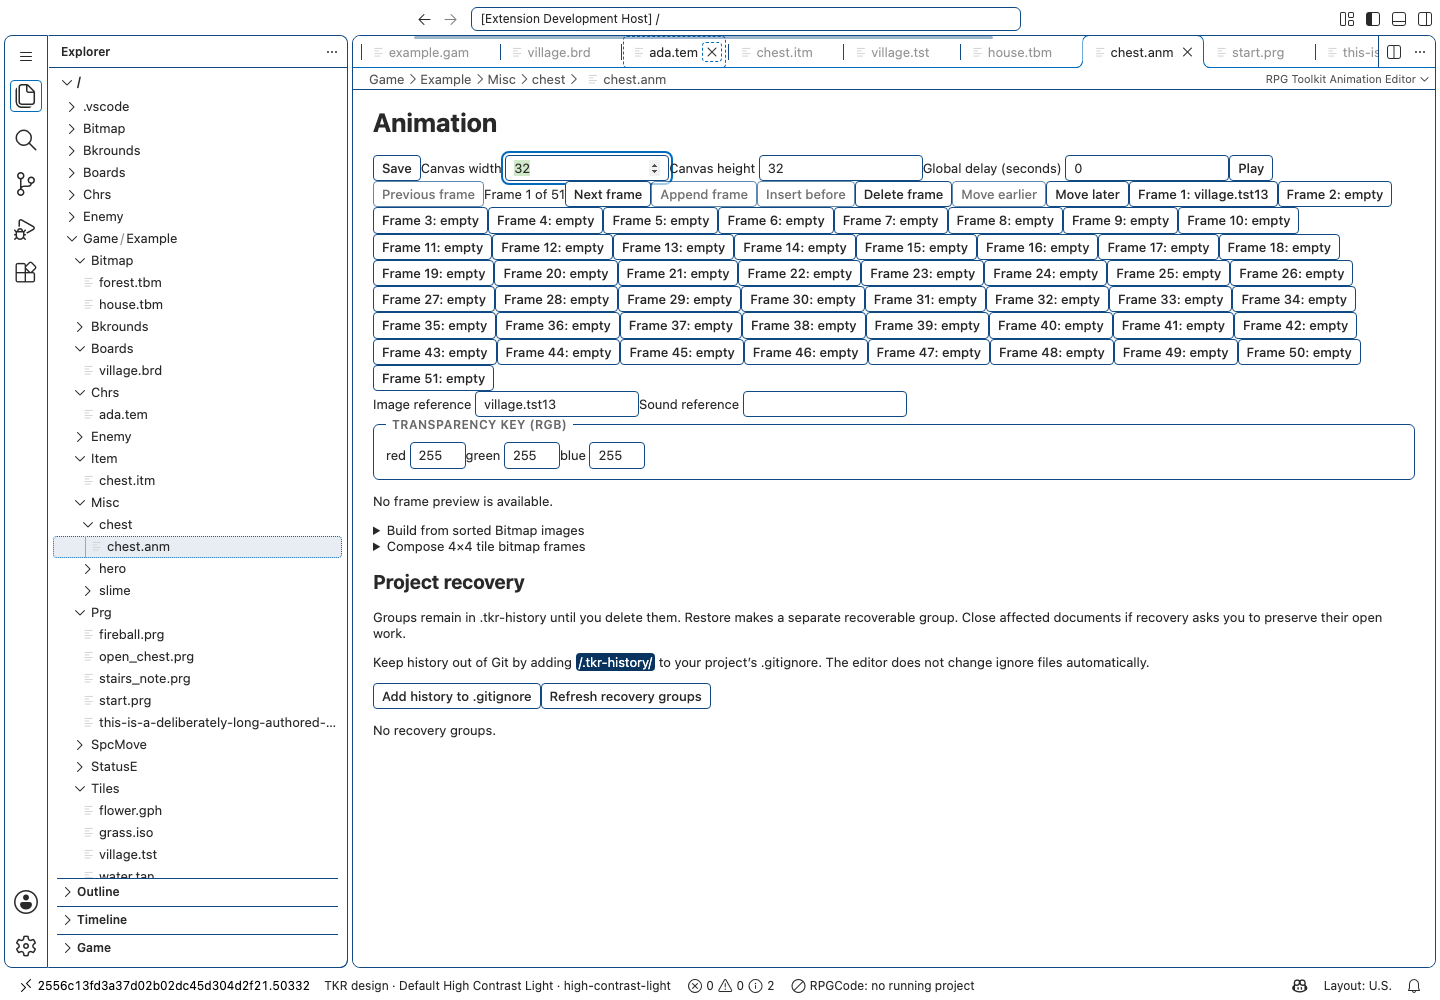 [Extension Development Host] /
Explorer
/
.vscode
Bitmap
Bkrounds
Boards
Chrs
Enemy
Game / Example
Bitmap
forest.tbm
house.tbm
Bkrounds
Boards
village.brd
Chrs
ada.tem
Enemy
Item
chest.itm
Misc
chest
chest.anm
hero
slime
Prg
fireball.prg
open_chest.prg
stairs_note.prg
start.prg
this-is-a-deliberately-long-authored-...
SpcMove
StatusE
Tiles
flower.gph
grass.iso
village.tst
water.tan
Outline
Timeline
Game
example.gam village.brd ada.tem chest.itm village.tst house.tbm chest.anm start.prg this-is
Game > Example > Misc > chest > chest.anm
RPG Toolkit Animation Editor
Animation
Save Canvas width 32 Canvas height 32 Global delay (seconds) 0 Play
Previous frame Frame 1 of 51 Next frame Append frame Insert before Delete frame Move earlier Move later Frame 1: village.tst13 Frame 2: empty
Frame 3: empty Frame 4: empty Frame 5: empty Frame 6: empty Frame 7: empty Frame 8: empty Frame 9: empty Frame 10: empty
Frame 11: empty Frame 12: empty Frame 13: empty Frame 14: empty Frame 15: empty Frame 16: empty Frame 17: empty Frame 18: empty
Frame 19: empty Frame 20: empty Frame 21: empty Frame 22: empty Frame 23: empty Frame 24: empty Frame 25: empty Frame 26: empty
Frame 27: empty Frame 28: empty Frame 29: empty Frame 30: empty Frame 31: empty Frame 32: empty Frame 33: empty Frame 34: empty
Frame 35: empty Frame 36: empty Frame 37: empty Frame 38: empty Frame 39: empty Frame 40: empty Frame 41: empty Frame 42: empty
Frame 43: empty Frame 44: empty Frame 45: empty Frame 46: empty Frame 47: empty Frame 48: empty Frame 49: empty Frame 50: empty
Frame 51: empty
Image reference village.tst13 Sound reference
TRANSPARENCY KEY (RGB)
red 255 green 255 blue 255
No frame preview is available.
Build from sorted Bitmap images
Compose 4×4 tile bitmap frames
Project recovery
Groups remain in .tkr-history until you delete them. Restore makes a separate recoverable group. Close affected documents if recovery asks you to preserve their open
work.
Keep history out of Git by adding /.tkr-history/ to your project's .gitignore. The editor does not change ignore files automatically.
Add history to .gitignore Refresh recovery groups
No recovery groups.
2556c13fd3a37d02b02dc45d304d2f21.50332 TKR design · Default High Contrast Light · high-contrast-light 0 0 2 RPGCode: no running project Layout: U.S.